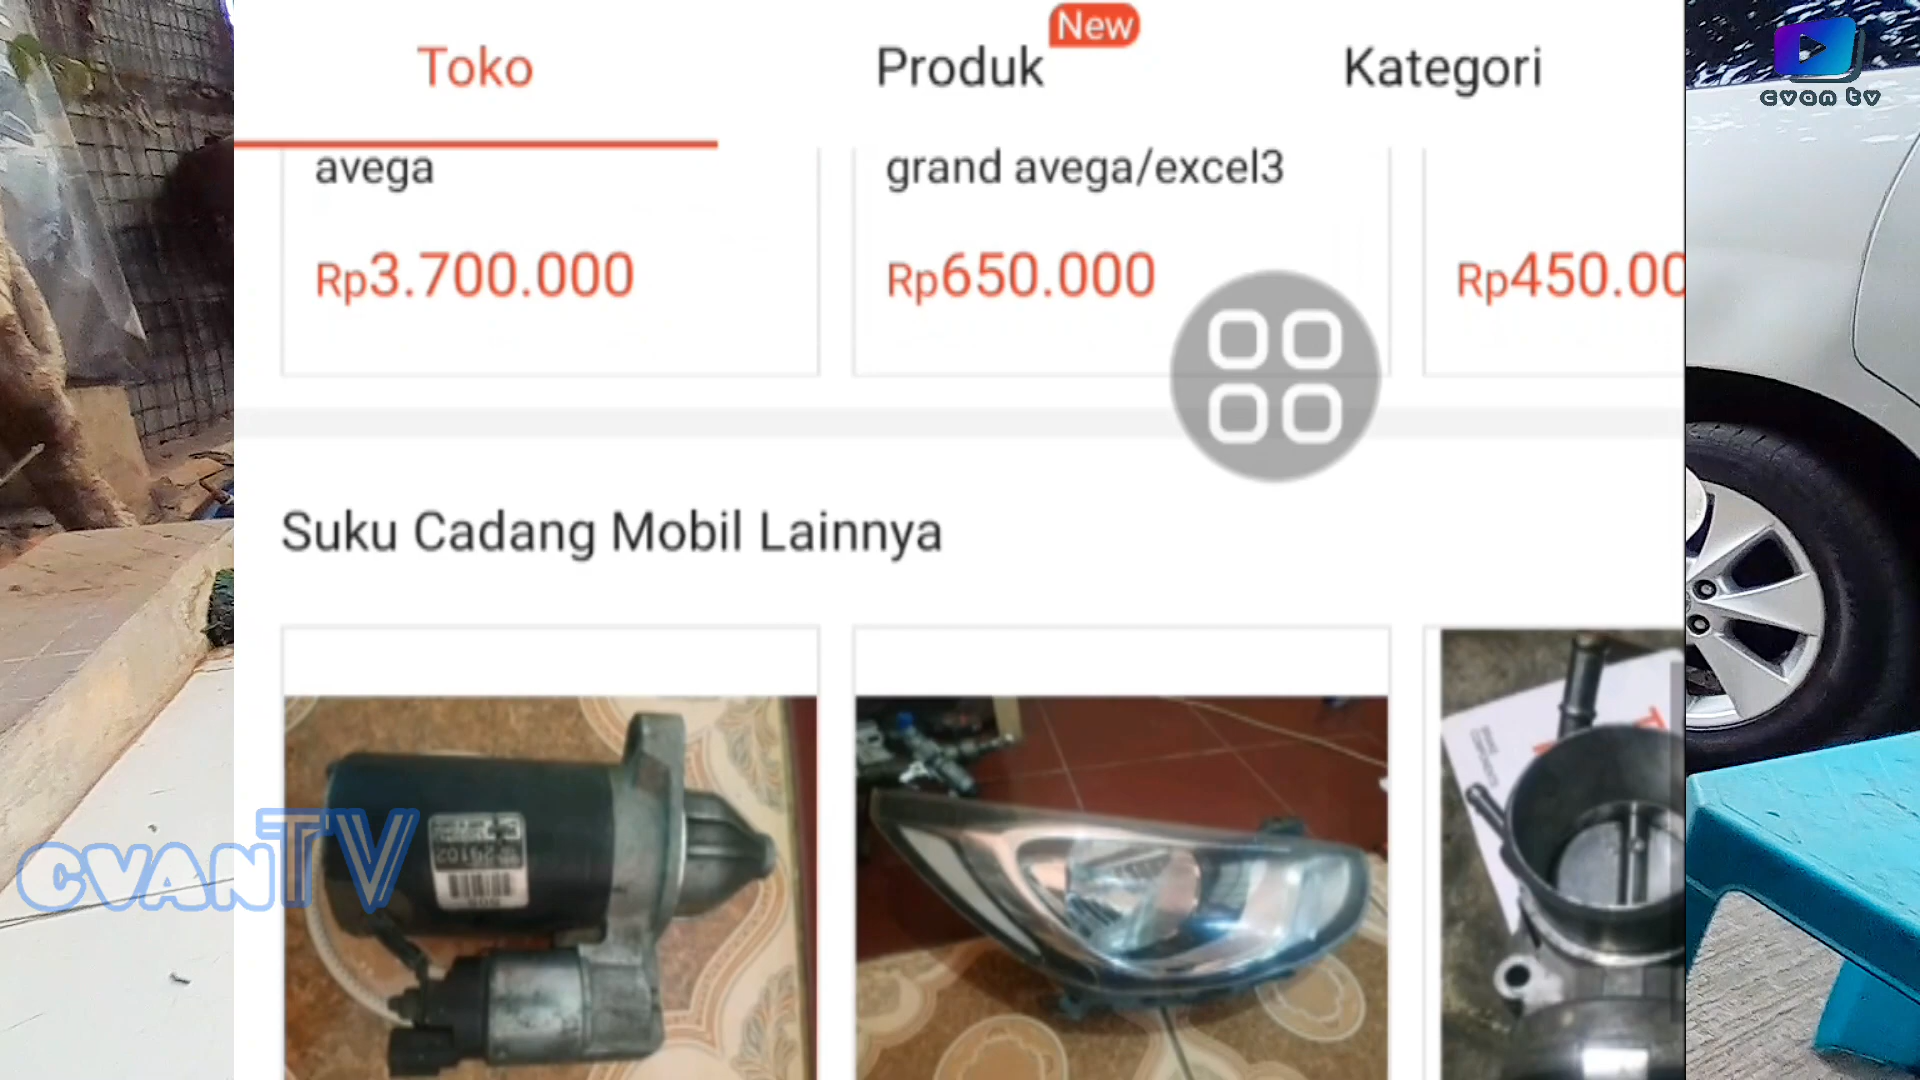 Toko
Produk
New
Kategori
cvan tv
avega
grand avega/excel3
Rp3.700.000
Rp650.000
Rp450.00
Suku Cadang Mobil Lainnya
cvanTV